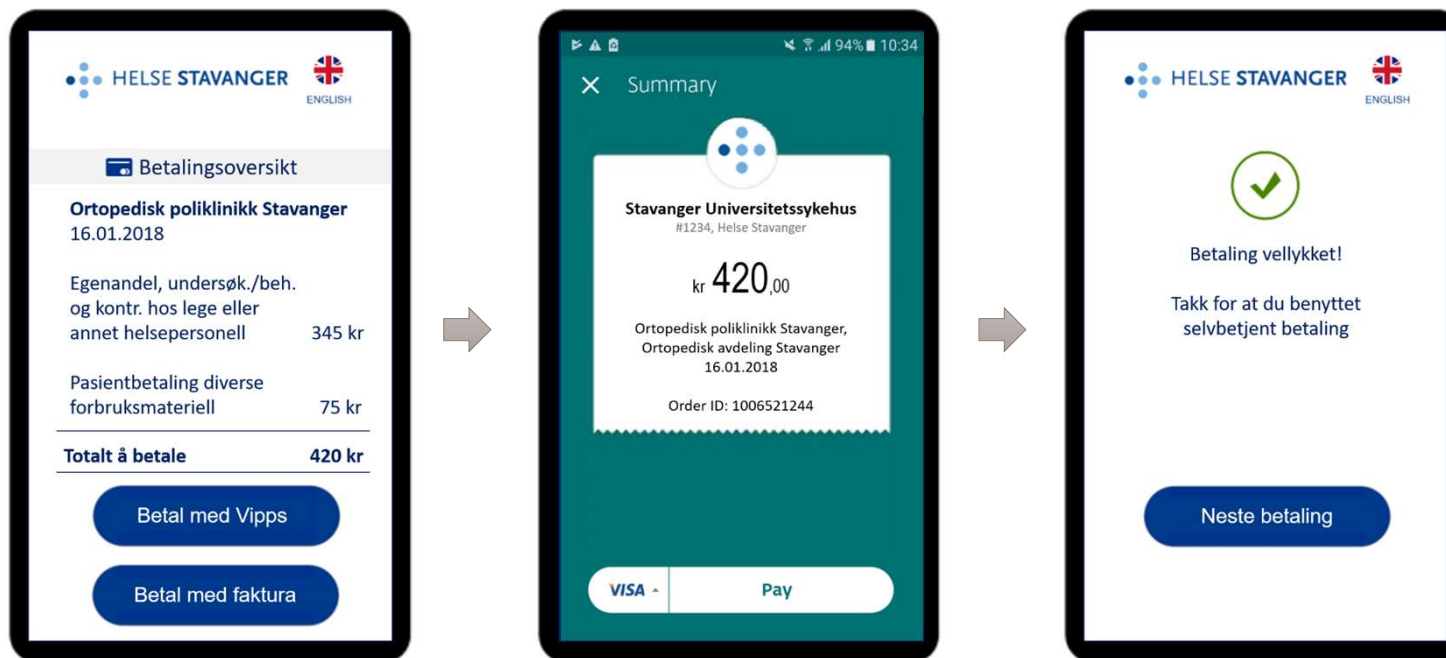 HELSE STAVANGER
ENGLISH
Betalingsoversikt
Ortopedisk poliklinikk Stavanger
16.01.2018
Egenandel, undersøk./beh.
og kontr. hos lege eller
annet helsepersonell 345 kr
Pasientbetaling diverse
forbruksmateriell 75 kr
Totalt å betale 420 kr
Betal med Vipps
Betal med faktura
94% 10:34
Summary
Stavanger Universitetssykehus
#1234, Helse Stavanger
kr 420,00
Ortopedisk poliklinikk Stavanger,
Ortopedisk avdeling Stavanger
16.01.2018
Order ID: 1006521244
VISA Pay
HELSE STAVANGER
ENGLISH
Betaling vellykket!
Takk for at du benyttet
selvbetjent betaling
Neste betaling